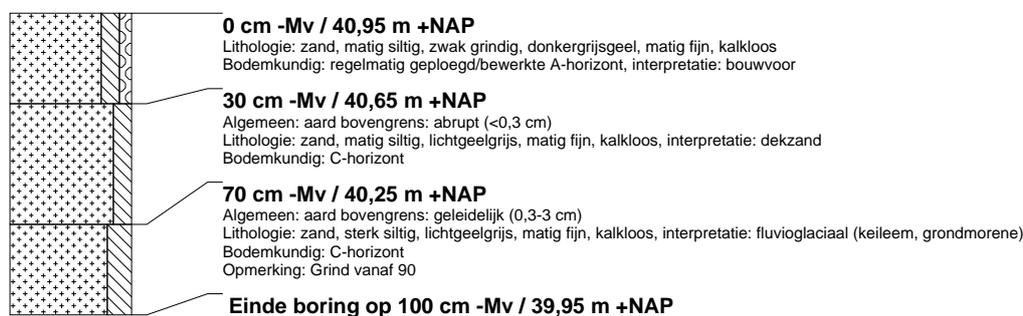 0 cm -Mv / 40,95 m +NAP
Lithologie: zand, matig siltig, zwak grindig, donkergrijsgeel, matig fijn, kalkloos
Bodemkundig: regelmatig geploegd/bewerkte A-horizont, interpretatie: bouwvoor
30 cm -Mv / 40,65 m +NAP
Algemeen: aard bovengrens: abrupt (<0,3 cm)
Lithologie: zand, matig siltig, lichtgeelgrijs, matig fijn, kalkloos, interpretatie: dekzand
Bodemkundig: C-horizont
70 cm -Mv / 40,25 m +NAP
Algemeen: aard bovengrens: geleidelijk (0,3-3 cm)
Lithologie: zand, sterk siltig, lichtgeelgrijs, matig fijn, kalkloos, interpretatie: fluvioglaciaal (keileem, grondmorene)
Bodemkundig: C-horizont
Opmerking: Grind vanaf 90
Einde boring op 100 cm -Mv / 39,95 m +NAP